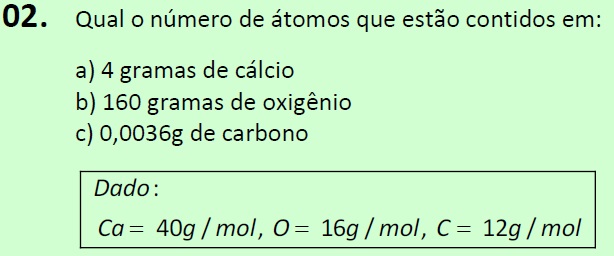 02. Qual o número de átomos que estão contidos em:
a) 4 gramas de cálcio
b) 160 gramas de oxigênio
c) 0,0036g de carbono
Dado:
Ca = 40g / mol, O = 16g / mol, C = 12g / mol